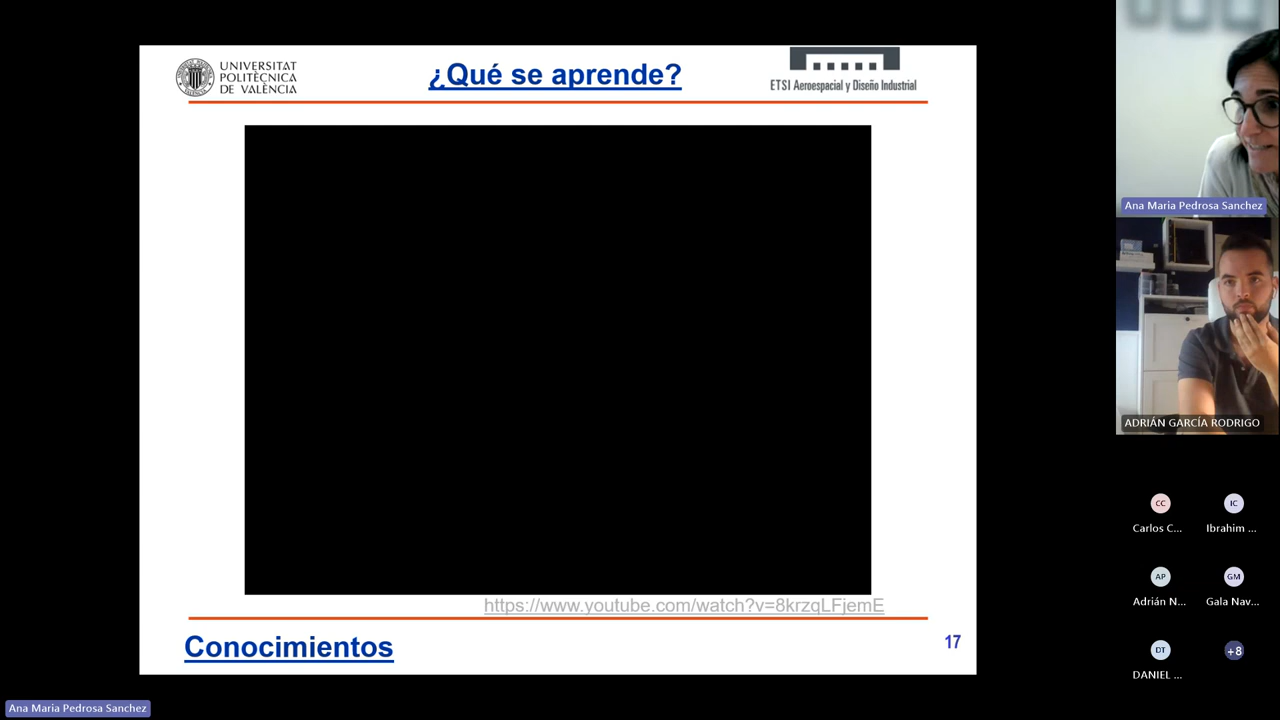 UNIVERSITAT
POLITÈCNICA
DE VALÈNCIA
¿Qué se aprende?
ETSI Aeroespacial y Diseño Industrial
https://www.youtube.com/watch?v=8krzqLFjemE
Conocimientos
17
Ana Maria Pedrosa Sanchez
ADRIÁN GARCÍA RODRIGO
CC
IC
Carlos C...
Ibrahim ...
AP
GM
Adrián N...
Gala Nav...
DT
+8
DANIEL ...
Ana Maria Pedrosa Sanchez